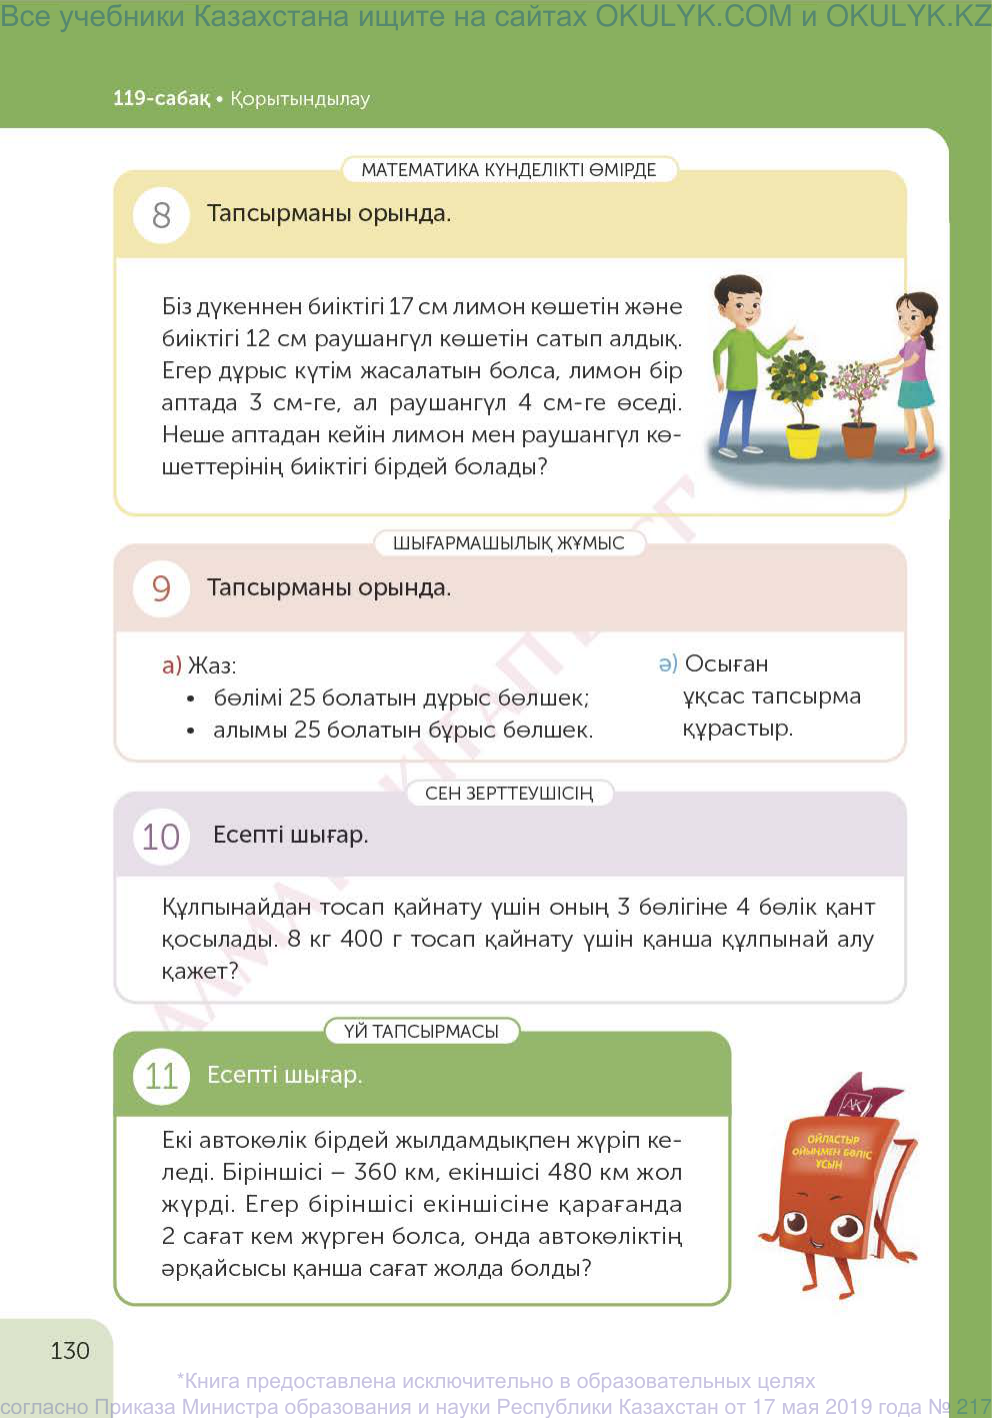 Все учебники Казахстана ищите на сайтах OKULYK.COM и OKULYK.KZ
119-сабақ • Қорытындылау
МАТЕМАТИКА КҮНДЕЛІКТІ ӨМІРДЕ
8 Тапсырманы орында.
Біз дүкеннен биіктігі 17 см лимон көшетін және
биіктігі 12 см раушангүл көшетін сатып алдық.
Егер дұрыс күтім жасалатын болса, лимон бір
аптада 3 см-ге, ал раушангүл 4 см-ге өседі.
Неше аптадан кейін лимон мен раушангүл кө-
шеттерінің биіктігі бірдей болады?
ШЫҒАРМАШЫЛЫҚ ЖҰМЫС
9 Тапсырманы орында.
а) Жаз:
• бөлімі 25 болатын дұрыс бөлшек;
• алымы 25 болатын бұрыс бөлшек.
ә) Осыған
ұқсас тапсырма
құрастыр.
СЕН ЗЕРТТЕУШІСІҢ
10 Есепті шығар.
Құлпынайдан тосап қайнату үшін оның 3 бөлігіне 4 бөлік қант
қосылады. 8 кг 400 г тосап қайнату үшін қанша құлпынай алу
қажет?
ҮЙ ТАПСЫРМАСЫ
11 Есепті шығар.
Екі автокөлік бірдей жылдамдықпен жүріп ке-
леді. Біріншісі – 360 км, екіншісі 480 км жол
жүрді. Егер біріншісі екіншісіне қарағанда
2 сағат кем жүрген болса, онда автокөліктің
әрқайсысы қанша сағат жолда болды?
АК
ОЙЛАСТЫР
ОЙЫҢМЕН БӨЛІС
ҰСЫН
130
*Книга предоставлена исключительно в образовательных целях
согласно Приказа Министра образования и науки Республики Казахстан от 17 мая 2019 года № 217